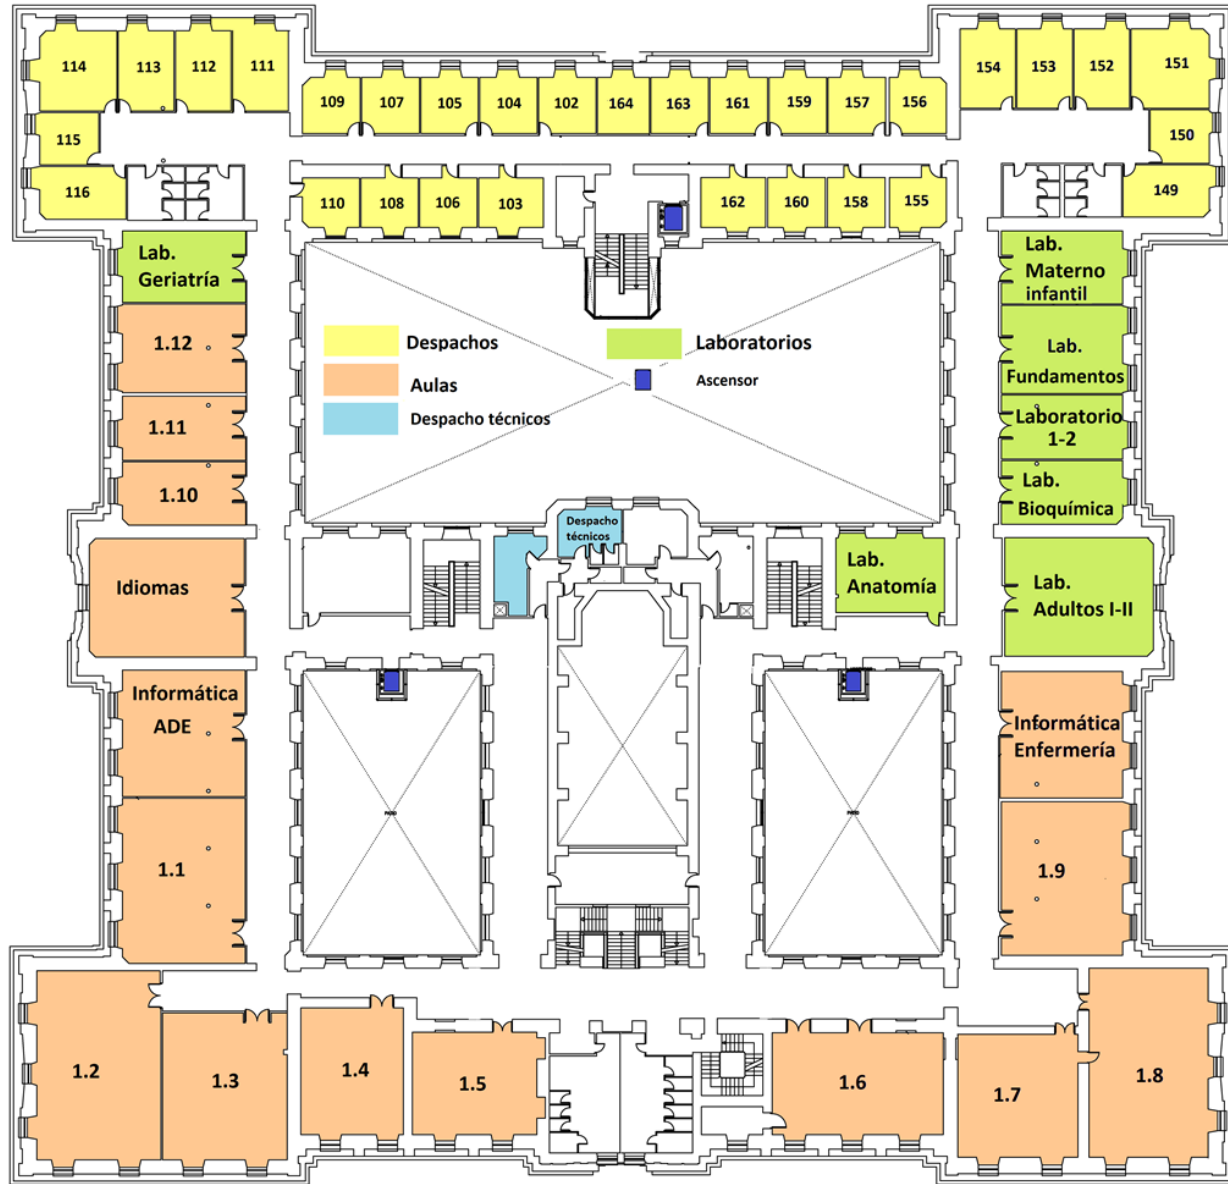 114
113
112
111
109
107
105
104
102
164
163
161
159
157
156
154
153
152
151
115
150
116
149
110
108
106
103
162
160
158
155
Lab.
Geriatría
Lab.
Materno
infantil
1.12
Despachos
Laboratorios
Lab.
Fundamentos
Aulas
Ascensor
Despacho técnicos
1.11
Laboratorio
1-2
1.10
Lab.
Bioquímica
Despacho
técnicos
Idiomas
Lab.
Anatomía
Lab.
Adultos I-II
Informática
ADE
Informática
Enfermería
PATIO
PATIO
1.1
1.9
1.2
1.3
1.4
1.5
1.6
1.7
1.8